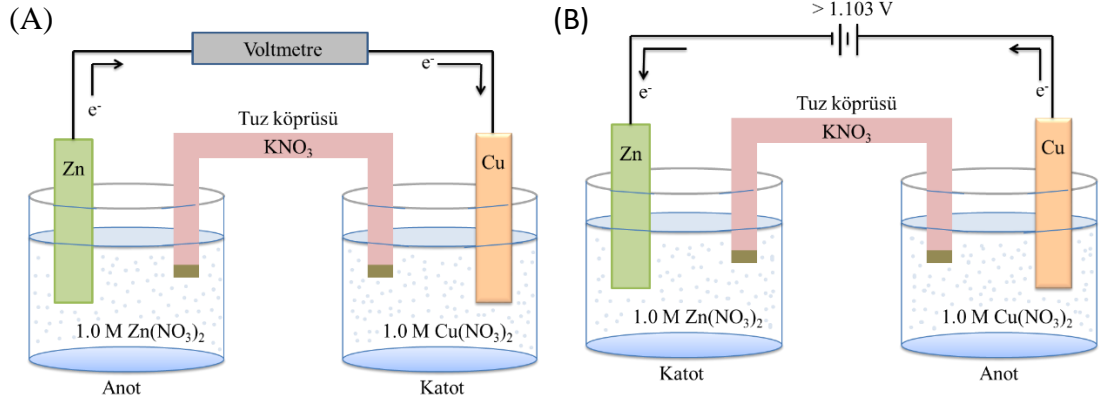 (A)
Voltmetre
e⁻
e⁻
Tuz köprüsü
KNO₃
Zn
Cu
1.0 M Zn(NO₃)₂
1.0 M Cu(NO₃)₂
Anot
Katot
(B)
> 1.103 V
e⁻
e⁻
Tuz köprüsü
KNO₃
Zn
Cu
1.0 M Zn(NO₃)₂
1.0 M Cu(NO₃)₂
Katot
Anot